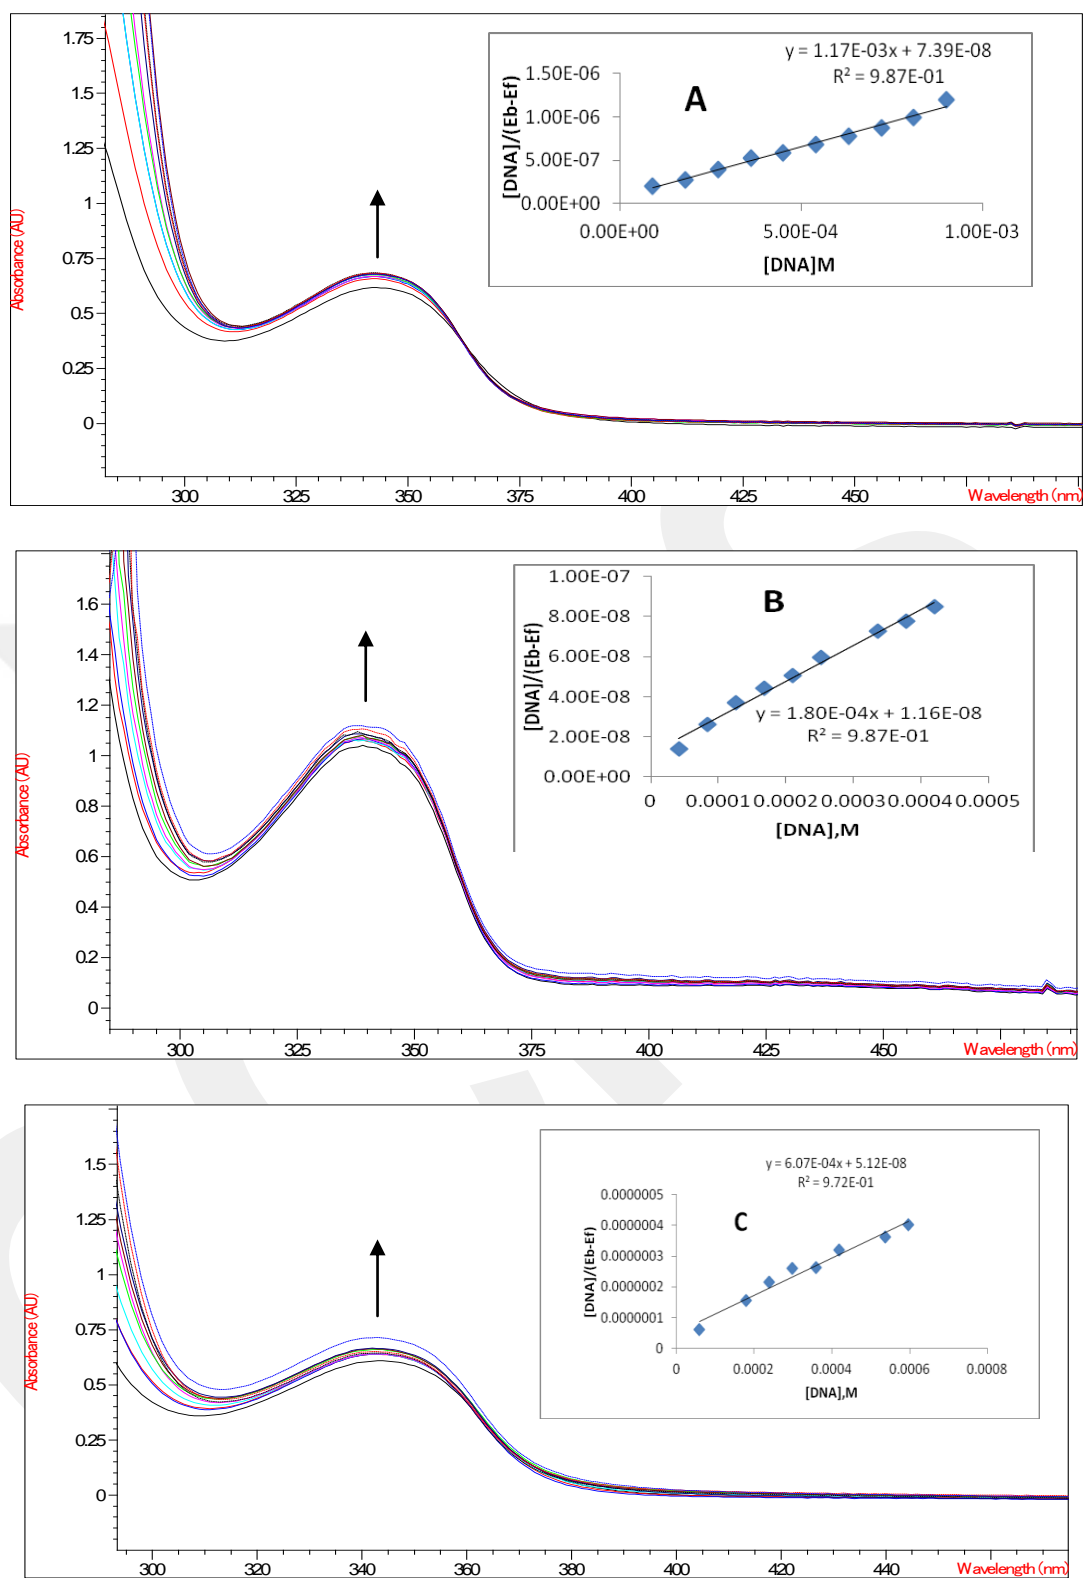 1.75
1.25
1
0.75
0.5
0.25
0
Absorbance (AU)
300
325
350
375
400
425
450
Wavelength (nm)
A
y = 1.17E-03x + 7.39E-08
R² = 9.87E-01
1.50E-06
1.00E-06
5.00E-07
0.00E+00
[DNA]/(Eb-Ef)
0.00E+00
5.00E-04
1.00E-03
[DNA]M
1.6
1.4
1.2
1
0.8
0.6
0.4
0.2
0
Absorbance (AU)
300
325
350
375
400
425
450
Wavelength (nm)
B
1.00E-07
8.00E-08
6.00E-08
4.00E-08
2.00E-08
0.00E+00
[DNA]/(Eb-Ef)
y = 1.80E-04x + 1.16E-08
R² = 9.87E-01
0
0.0001
0.0002
0.0003
0.0004
0.0005
[DNA],M
1.5
1.25
1
0.75
0.5
0.25
0
Absorbance (AU)
300
320
340
360
380
400
420
440
Wavelength (nm)
y = 6.07E-04x + 5.12E-08
R² = 9.72E-01
C
0.0000005
0.0000004
0.0000003
0.0000002
0.0000001
0
[DNA]/(Eb-Ef)
0
0.0002
0.0004
0.0006
0.0008
[DNA],M